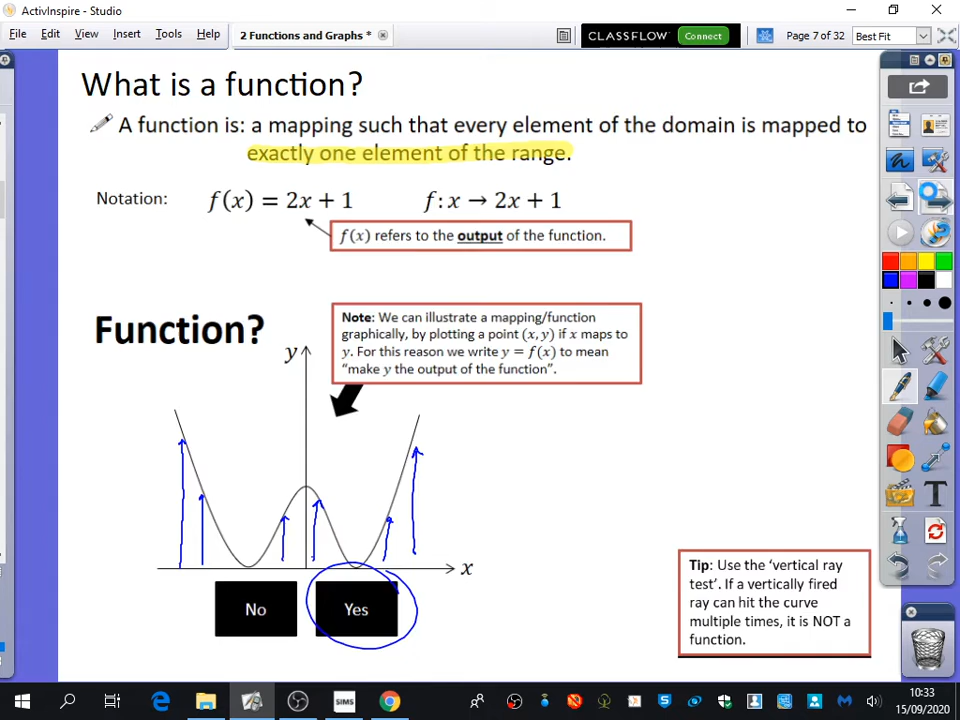 ActivInspire - Studio
File Edit View Insert Tools Help 2 Functions and Graphs * CLASSFLOW Connect Page 7 of 32 Best Fit
What is a function?
A function is: a mapping such that every element of the domain is mapped to
exactly one element of the range.
Notation: f(x) = 2x + 1 f: x → 2x + 1
f(x) refers to the output of the function.
Function?
Note: We can illustrate a mapping/function
graphically, by plotting a point (x, y) if x maps to
y. For this reason we write y = f(x) to mean
"make y the output of the function".
y
x
No Yes
Tip: Use the 'vertical ray
test'. If a vertically fired
ray can hit the curve
multiple times, it is NOT a
function.
T
SIMS
10:33
15/09/2020